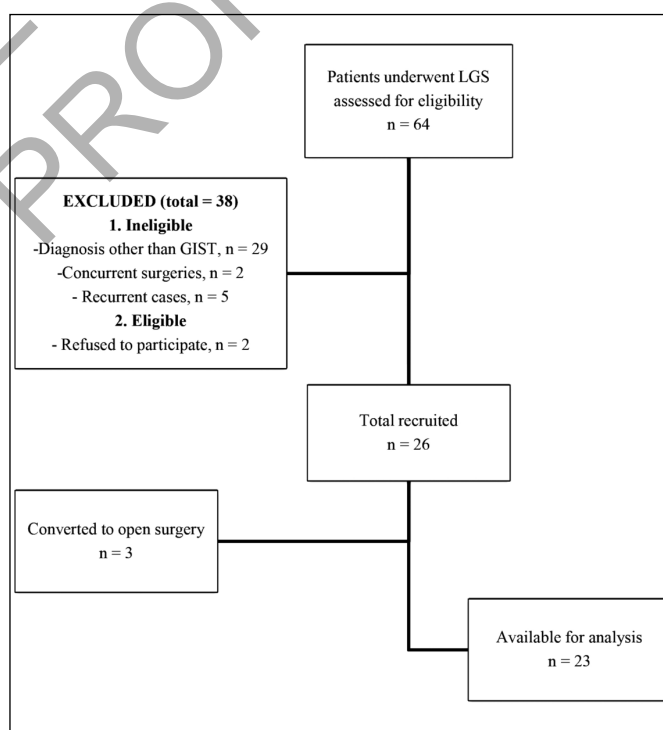 PROO
Patients underwent LGS
assessed for eligibility
n = 64
EXCLUDED (total = 38)
1. Ineligible
-Diagnosis other than GIST, n = 29
-Concurrent surgeries, n = 2
- Recurrent cases, n = 5
2. Eligible
- Refused to participate, n = 2
Total recruited
n = 26
Converted to open surgery
n = 3
Available for analysis
n = 23